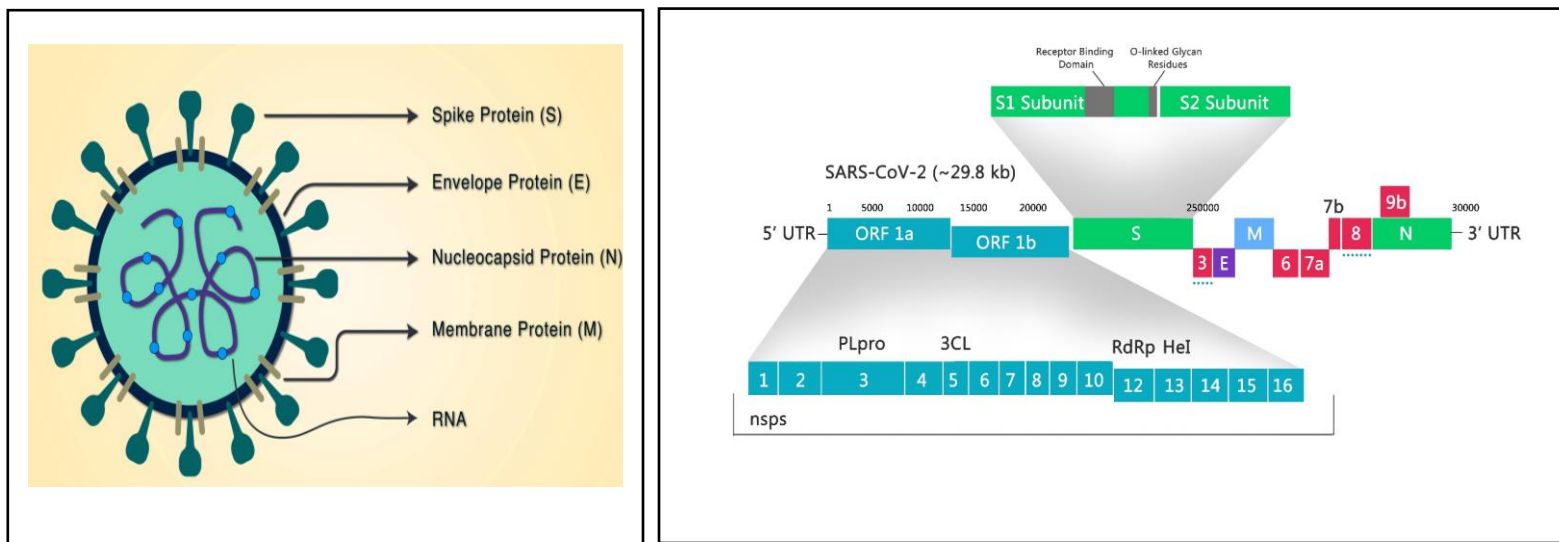 Spike Protein (S)
Envelope Protein (E)
Nucleocapsid Protein (N)
Membrane Protein (M)
RNA
Receptor Binding
Domain
O-linked Glycan
Residues
S1 Subunit
S2 Subunit
SARS-CoV-2 (~29.8 kb)
1 5000 10000 15000 20000 250000 30000
7b 9b
5' UTR ORF 1a ORF 1b S M 8 N 3' UTR
3 E 6 7a
PLpro 3CL RdRp HeI
1 2 3 4 5 6 7 8 9 10 12 13 14 15 16
nsps